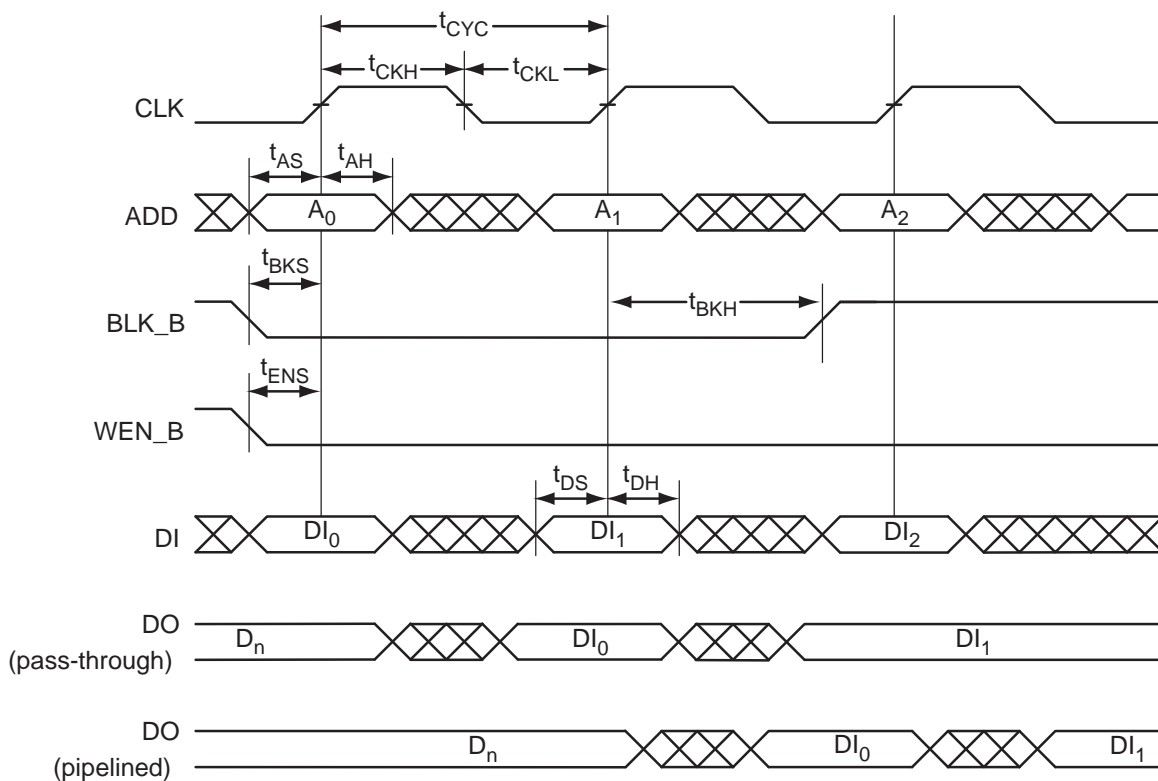 tCYC
tCKH tCKL
CLK
tAS tAH
ADD A0 A1 A2
tBKS
BLK_B tBKH
tENS
WEN_B
tDS tDH
DI DI0 DI1 DI2
DO
(pass-through) Dn DI0 DI1
DO
(pipelined) Dn DI0 DI1